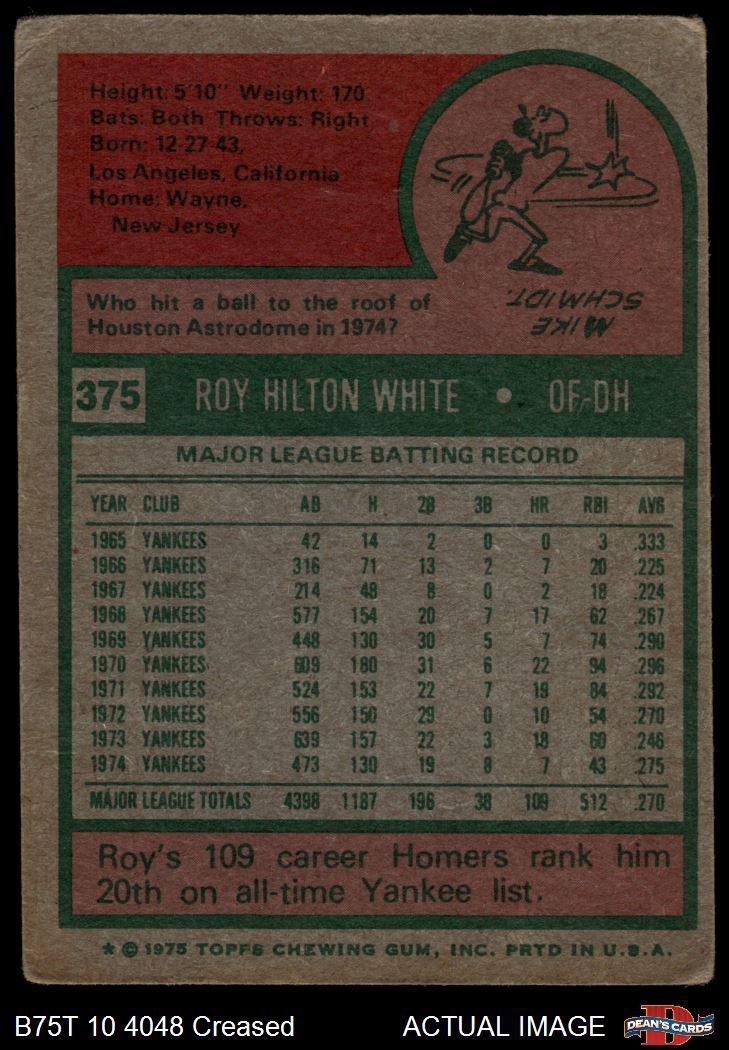 Height: 5'10" Weight: 170
Bats: Both Throws: Right
Born: 12-27-43,
Los Angeles, California
Home: Wayne,
New Jersey
Who hit a ball to the roof of
Houston Astrodome in 1974?
MIKE
SCHMIDT.
375 ROY HILTON WHITE • OF-DH
MAJOR LEAGUE BATTING RECORD
YEAR CLUB AB H 2B 3B HR RBI AVG
1965 YANKEES 42 14 2 0 0 3 .333
1966 YANKEES 316 71 13 2 7 20 .225
1967 YANKEES 214 48 8 0 2 18 .224
1968 YANKEES 577 154 20 7 17 62 .267
1969 YANKEES 448 130 30 5 7 74 .290
1970 YANKEES 609 180 31 6 22 94 .296
1971 YANKEES 524 153 22 7 19 84 .292
1972 YANKEES 556 150 29 0 10 54 .270
1973 YANKEES 639 157 22 3 18 60 .246
1974 YANKEES 473 130 19 8 7 43 .275
MAJOR LEAGUE TOTALS 4398 1187 196 38 109 512 .270
Roy's 109 career Homers rank him
20th on all-time Yankee list.
* © 1975 TOPPS CHEWING GUM, INC. PRTD IN U.S.A.
B75T 10 4048 Creased ACTUAL IMAGE DEAN'S CARDS